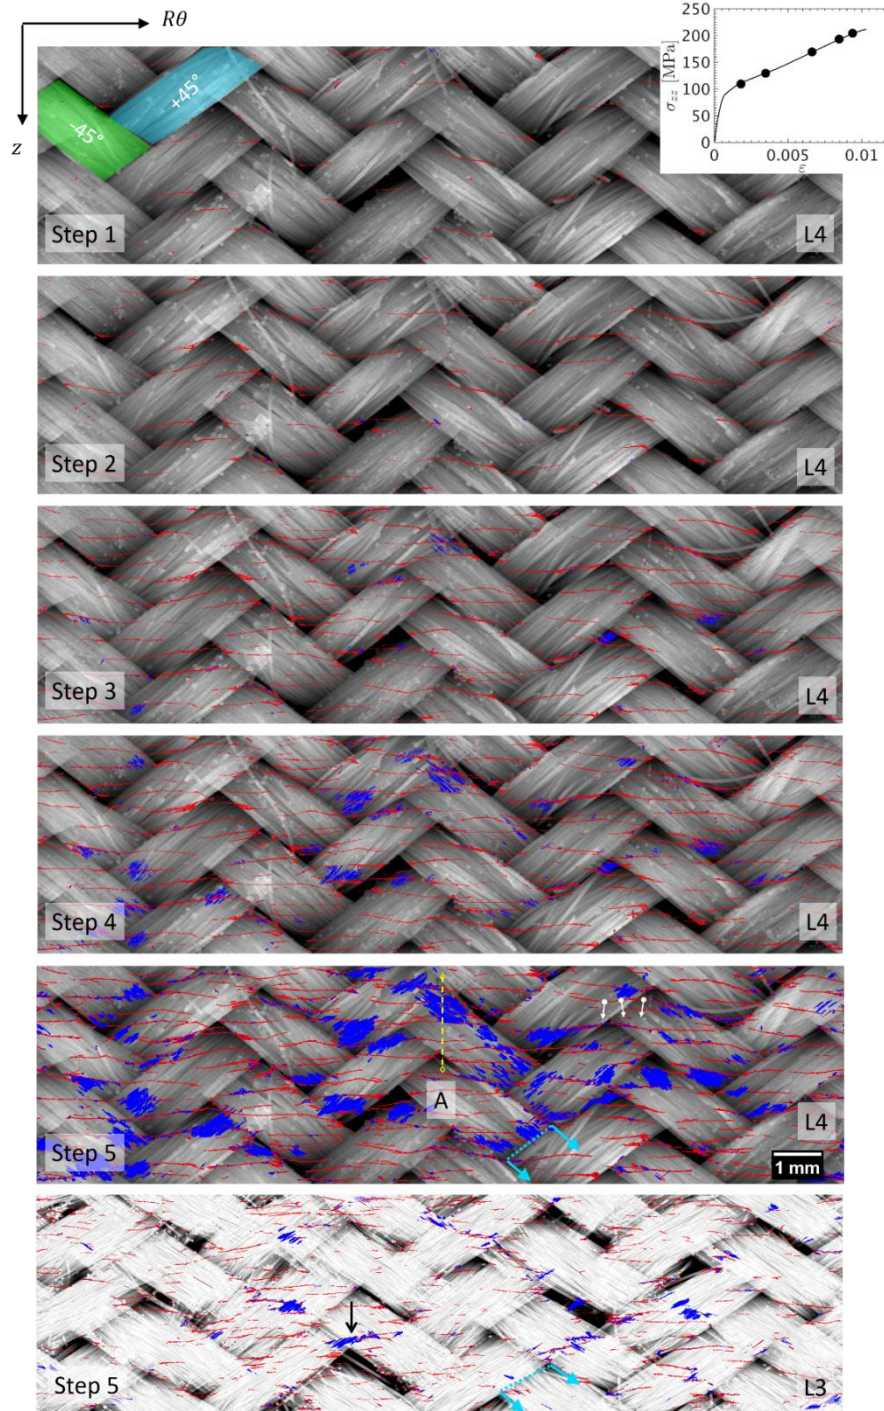 Rθ
z
+45°
-45°
Step 1
L4
250
200
150
100
50
0
σzz [MPa]
0
0.005
0.01
ε
Step 2
L4
Step 3
L4
Step 4
L4
A
Step 5
L4
1 mm
Step 5
L3